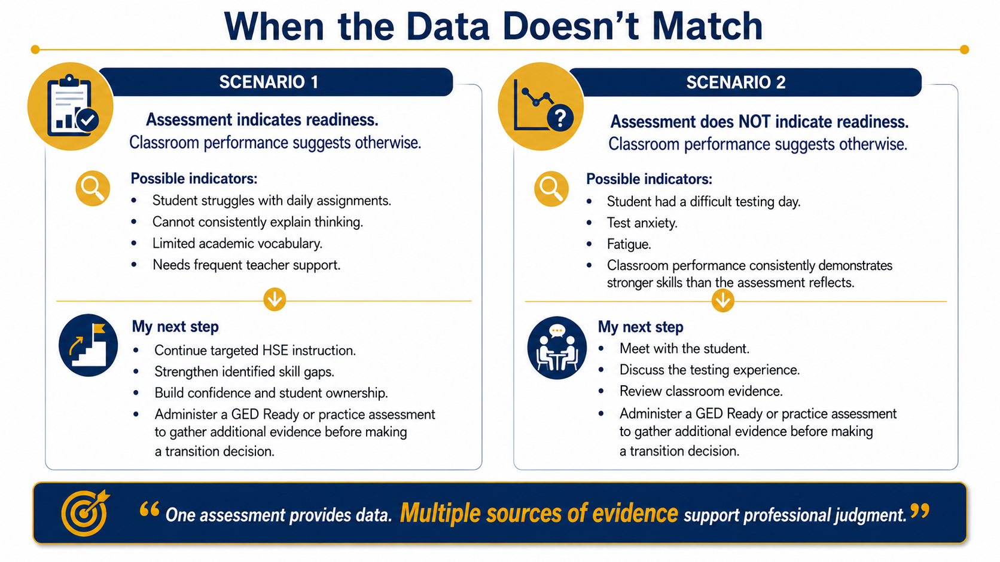 When the Data Doesn't Match
SCENARIO 1
Assessment indicates readiness.
Classroom performance suggests otherwise.
Possible indicators:
• Student struggles with daily assignments.
• Cannot consistently explain thinking.
• Limited academic vocabulary.
• Needs frequent teacher support.
My next step
• Continue targeted HSE instruction.
• Strengthen identified skill gaps.
• Build confidence and student ownership.
• Administer a GED Ready or practice assessment
to gather additional evidence before making
a transition decision.
SCENARIO 2
?
Assessment does NOT indicate readiness.
Classroom performance suggests otherwise.
Possible indicators:
• Student had a difficult testing day.
• Test anxiety.
• Fatigue.
• Classroom performance consistently demonstrates
stronger skills than the assessment reflects.
My next step
• Meet with the student.
• Discuss the testing experience.
• Review classroom evidence.
• Administer a GED Ready or practice assessment
to gather additional evidence before making
a transition decision.
“ One assessment provides data. Multiple sources of evidence support professional judgment. ”